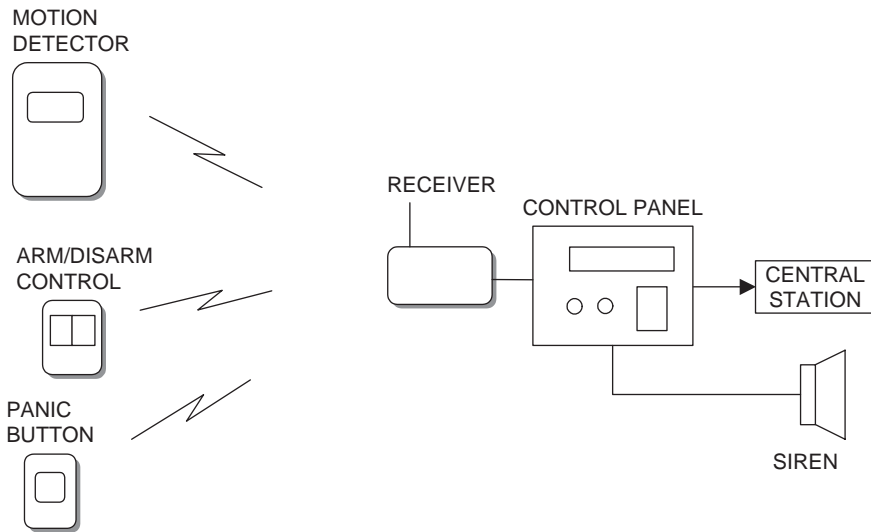 MOTION
DETECTOR
RECEIVER
CONTROL PANEL
ARM/DISARM
CONTROL
CENTRAL
STATION
PANIC
BUTTON
SIREN